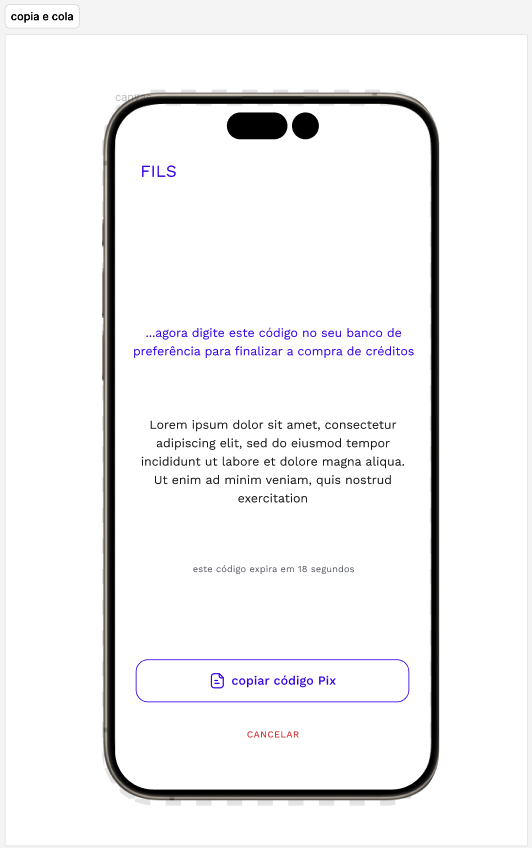 copia e cola
FILS
...agora digite este código no seu banco de
preferência para finalizar a compra de créditos
Lorem ipsum dolor sit amet, consectetur
adipiscing elit, sed do eiusmod tempor
incididunt ut labore et dolore magna aliqua.
Ut enim ad minim veniam, quis nostrud
exercitation
este código expira em 18 segundos
copiar código Pix
CANCELAR